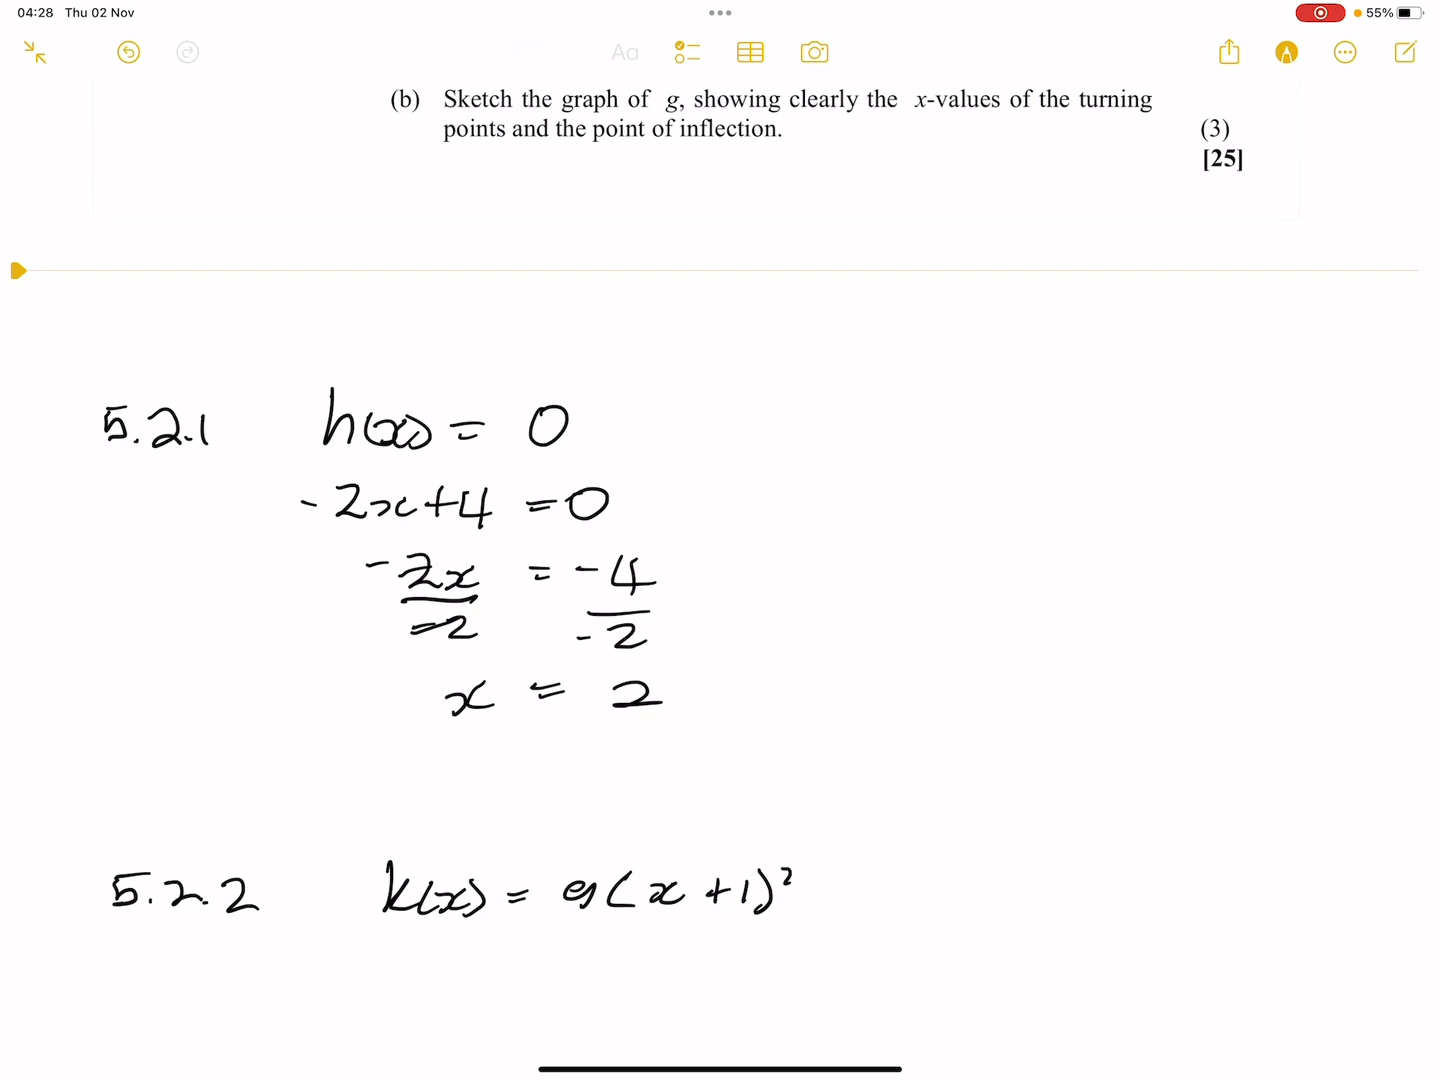 04:28 Thu 02 Nov
55%
Aa
(b) Sketch the graph of g, showing clearly the x-values of the turning
points and the point of inflection.
(3)
[25]
5.2.1 h(x) = 0
-2x+4 = 0
-2x = -4
-2 -2
x = 2
5.2.2 k(x) = a(x+1)²